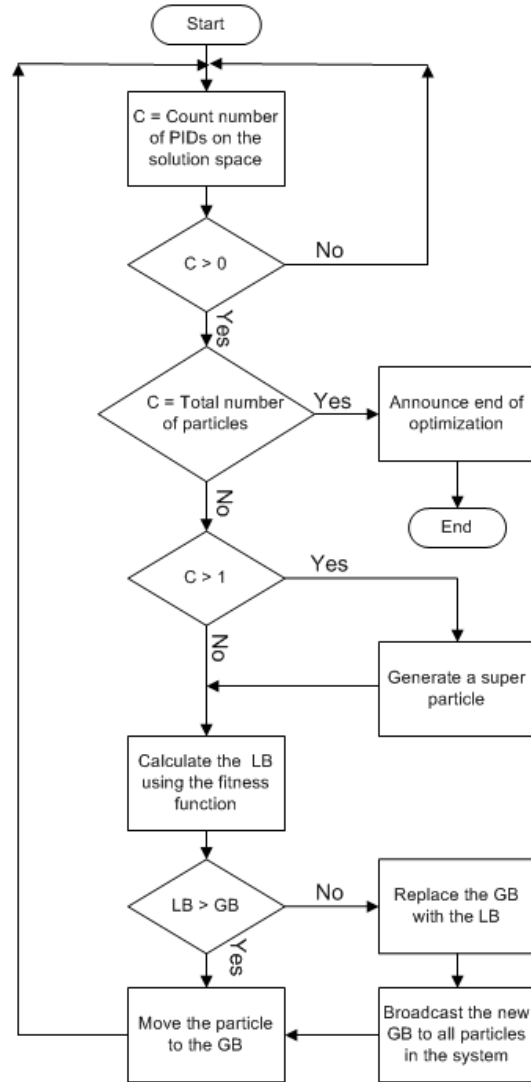 Start
C = Count number
of PIDs on the
solution space
C > 0
No
Yes
C = Total number
of particles
Yes
Announce end of
optimization
No
End
C > 1
Yes
No
Generate a super
particle
Calculate the LB
using the fitness
function
LB > GB
No
Replace the GB
with the LB
Yes
Move the particle
to the GB
Broadcast the new
GB to all particles
in the system